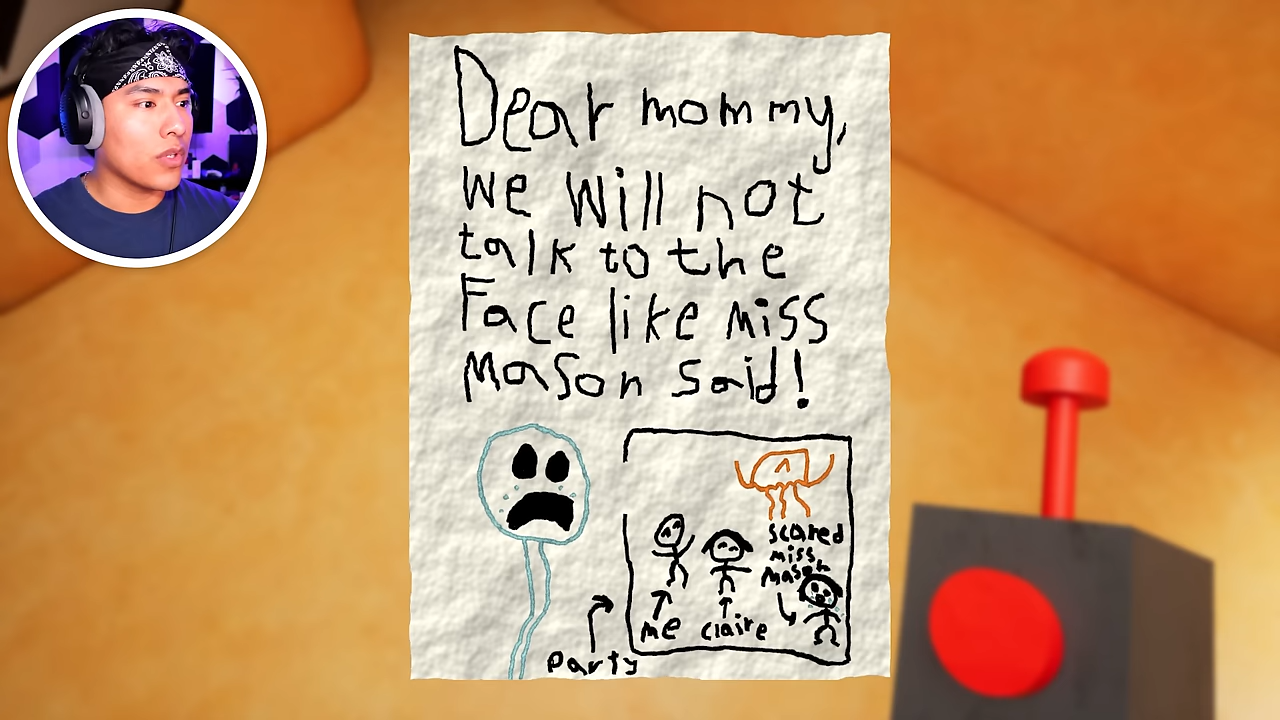 Dear mommy,
we will not
talk to the
Face like miss
mason said!
scared
miss
mason
me
claire
party